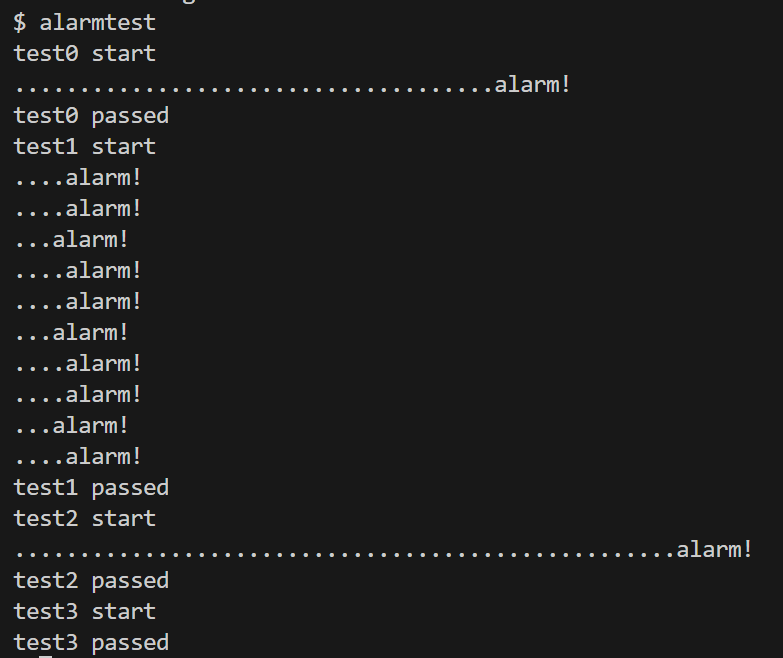 $ alarmtest
test0 start
.....................................alarm!
test0 passed
test1 start
....alarm!
....alarm!
...alarm!
....alarm!
....alarm!
...alarm!
....alarm!
....alarm!
...alarm!
....alarm!
test1 passed
test2 start
...................................................alarm!
test2 passed
test3 start
test3 passed